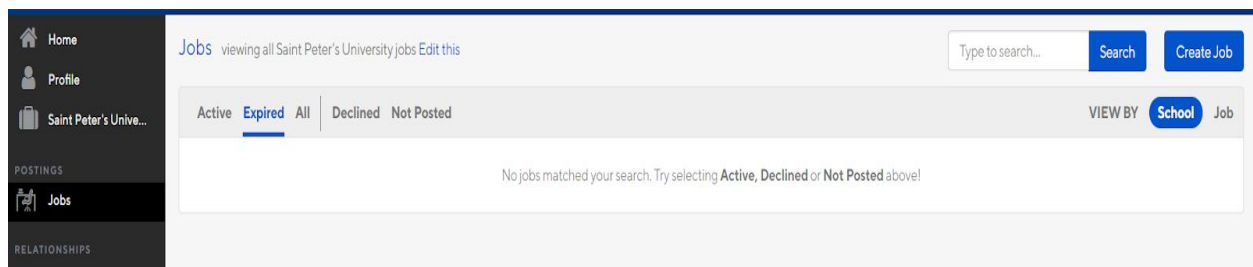 Home
Profile
Saint Peter's Unive...
POSTINGS
Jobs
RELATIONSHIPS
Jobs viewing all Saint Peter's University jobs Edit this
Type to search... Search Create Job
Active Expired All Declined Not Posted VIEW BY School Job
No jobs matched your search. Try selecting Active, Declined or Not Posted above!